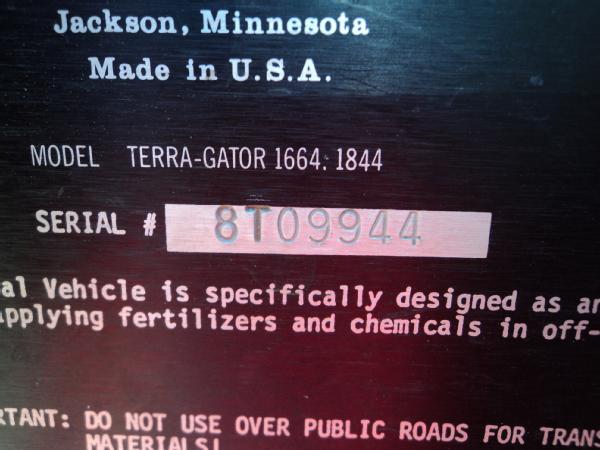 Jackson, Minnesota
Made in U.S.A.
MODEL TERRA-GATOR 1664. 1844
SERIAL # 8T09944
al Vehicle is specifically designed as an
pplying fertilizers and chemicals in off-
RTANT: DO NOT USE OVER PUBLIC ROADS FOR TRANS
MATERIALS!